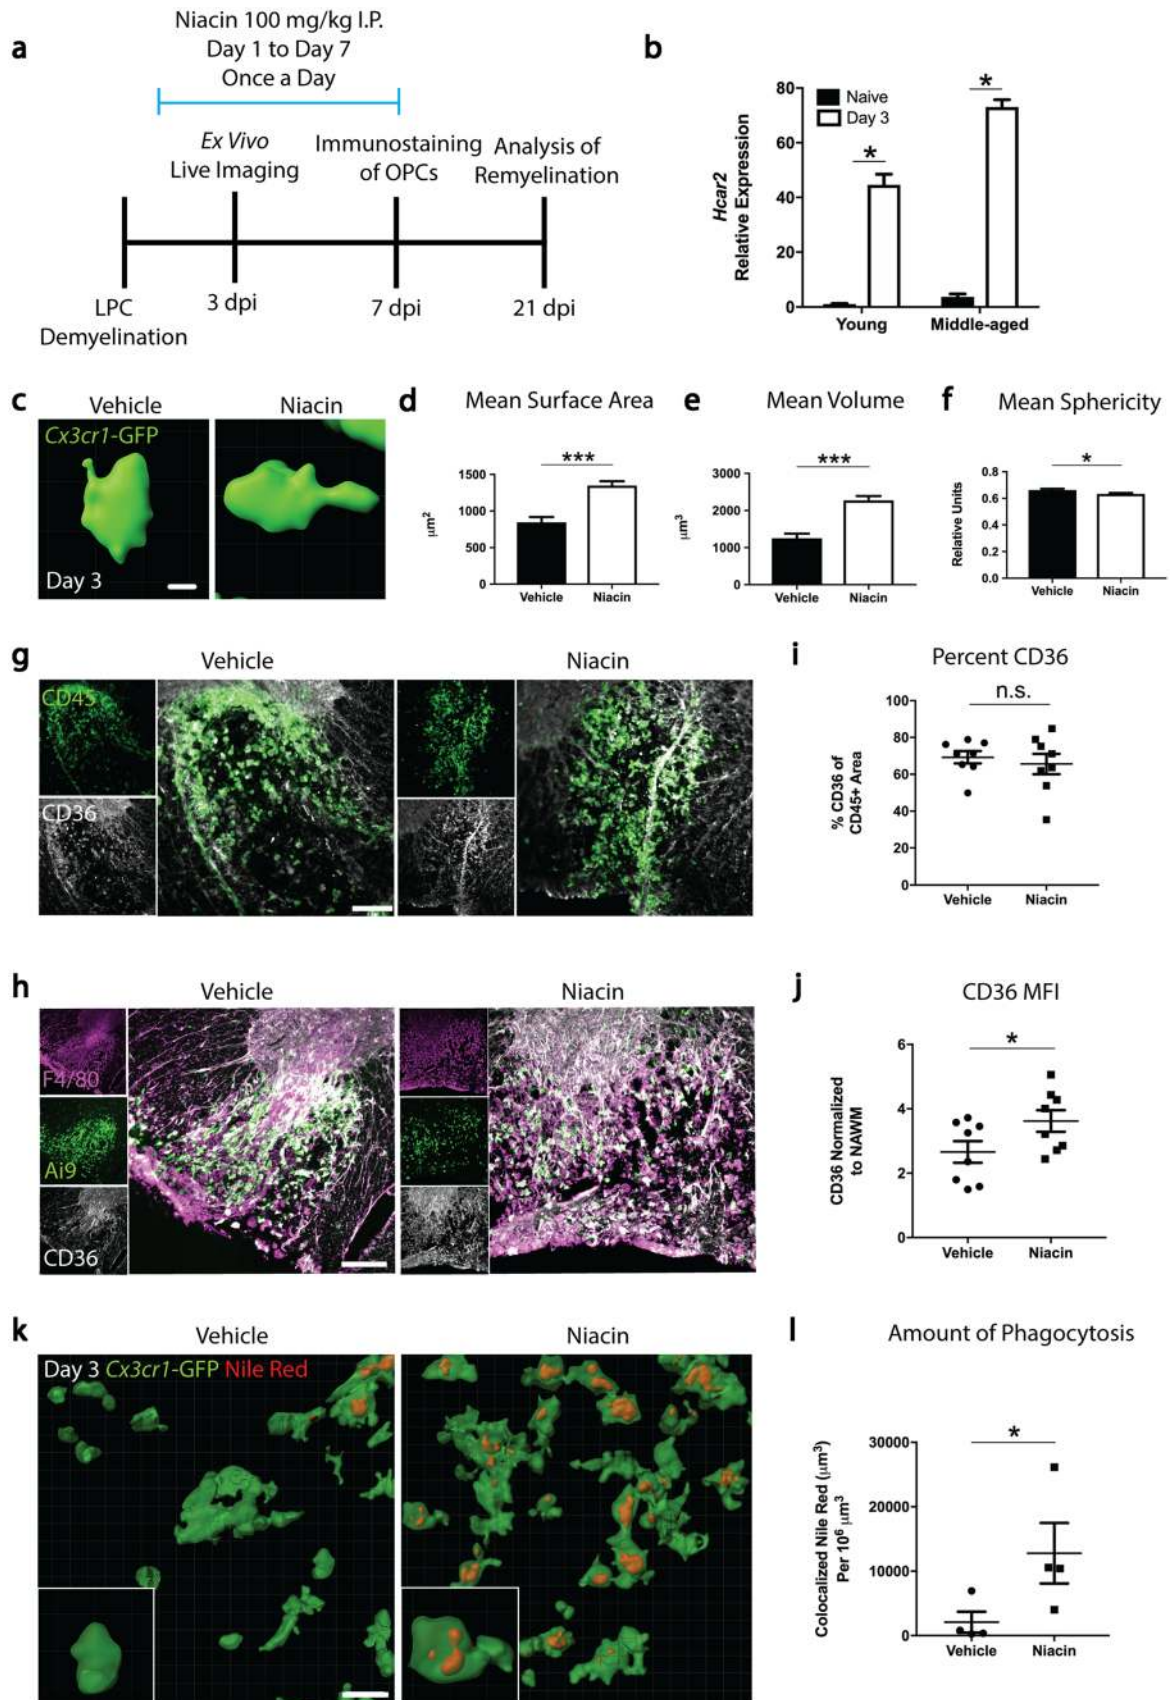 a
Niacin 100 mg/kg I.P.
Day 1 to Day 7
Once a Day
Ex Vivo
Live Imaging
Immunostaining
of OPCs
Analysis of
Remyelination
LPC
Demyelination
3 dpi
7 dpi
21 dpi
b
Hcar2
Relative Expression
80
60
40
20
0
Naive
Day 3
*
*
Young
Middle-aged
c
Vehicle
Niacin
Cx3cr1-GFP
Day 3
d
Mean Surface Area
μm²
1500
1000
500
0
***
Vehicle
Niacin
e
Mean Volume
μm³
3000
2000
1000
0
***
Vehicle
Niacin
f
Mean Sphericity
Relative Units
0.8
0.6
0.4
0.2
0.0
*
Vehicle
Niacin
g
Vehicle
Niacin
CD45
CD36
i
Percent CD36
n.s.
% CD36 of
CD45+ Area
100
80
60
40
20
0
Vehicle
Niacin
h
Vehicle
Niacin
F4/80
Ai9
CD36
j
CD36 MFI
*
CD36 Normalized
to NAWM
6
4
2
0
Vehicle
Niacin
k
Vehicle
Niacin
Day 3 Cx3cr1-GFP Nile Red
l
Amount of Phagocytosis
*
Colocalized Nile Red (μm³)
Per 10⁶ μm³
30000
20000
10000
0
Vehicle
Niacin